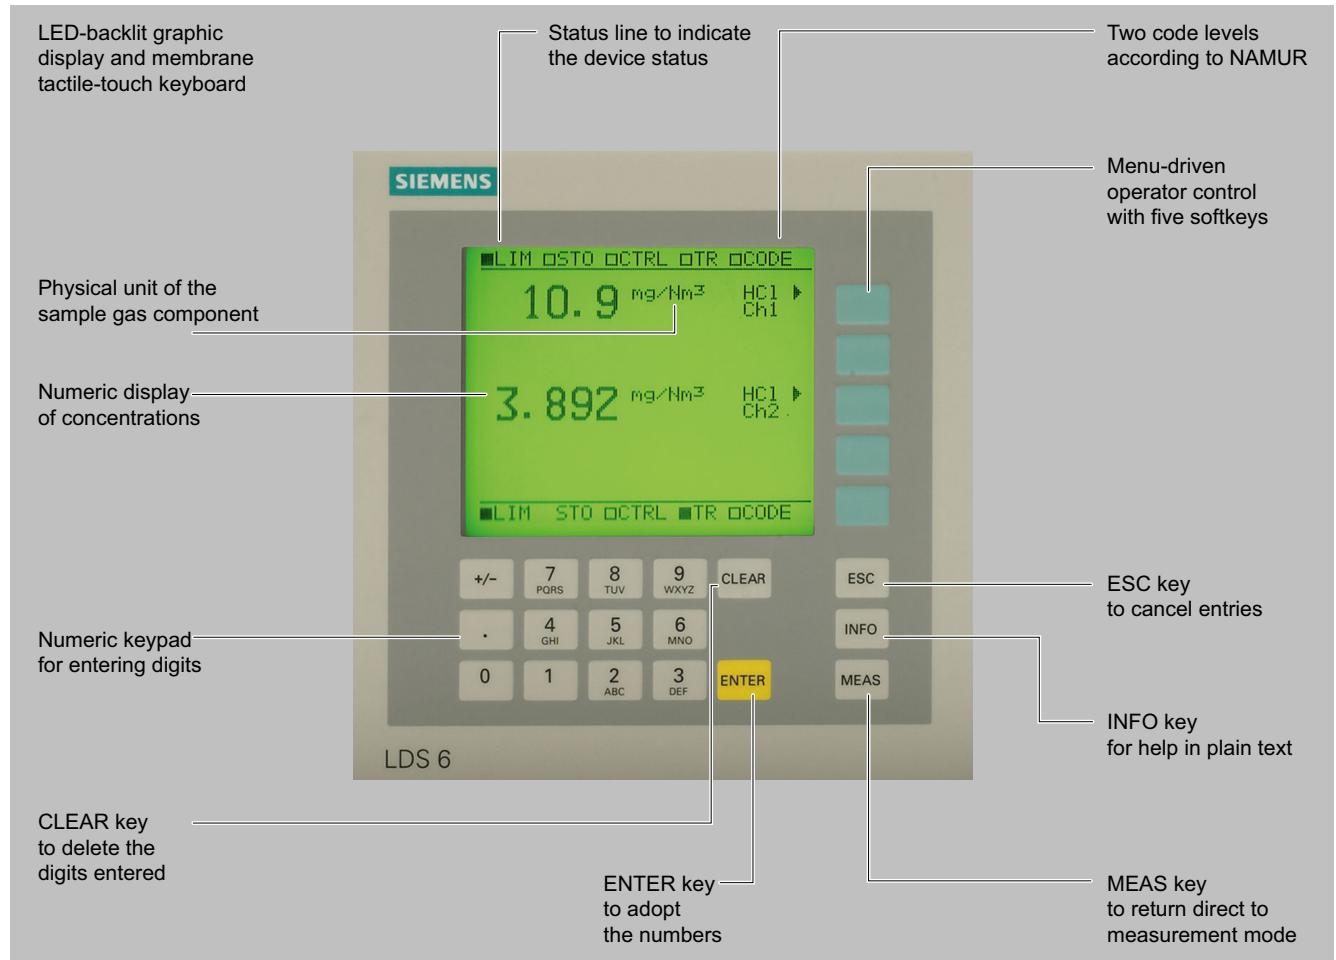 LED-backlit graphic
display and membrane
tactile-touch keyboard
Status line to indicate
the device status
Two code levels
according to NAMUR
Menu-driven
operator control
with five softkeys
SIEMENS
■LIM □STO □CTRL □TR □CODE
10.9 mg/Nm³ HCl
Ch1
3.892 mg/Nm³ HCl
Ch2
■LIM STO □CTRL ■TR □CODE
Physical unit of the
sample gas component
Numeric display
of concentrations
+/- 7 8 9 CLEAR ESC
PQRS TUV WXYZ
. 4 5 6 INFO
GHI JKL MNO
0 1 2 3 ENTER MEAS
ABC DEF
LDS 6
Numeric keypad
for entering digits
ESC key
to cancel entries
INFO key
for help in plain text
CLEAR key
to delete the
digits entered
ENTER key
to adopt
the numbers
MEAS key
to return direct to
measurement mode